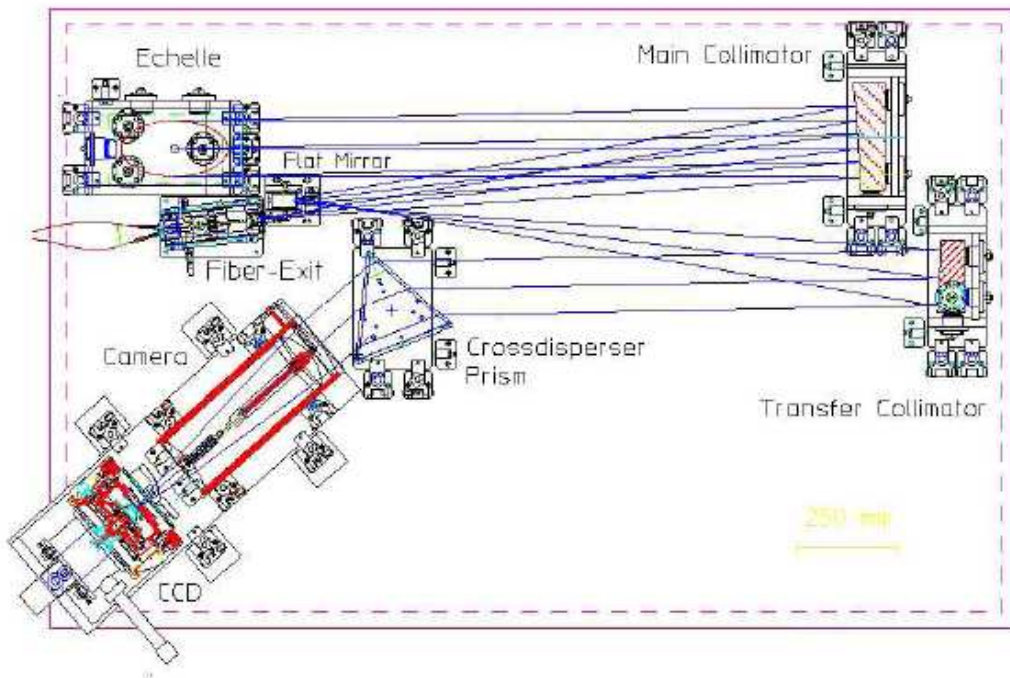 Echelle
Main Collimator
Flat Mirror
Fiber-Exit
Camera
Crossdisperser
Prism
Transfer Collimator
250 mm
CCD